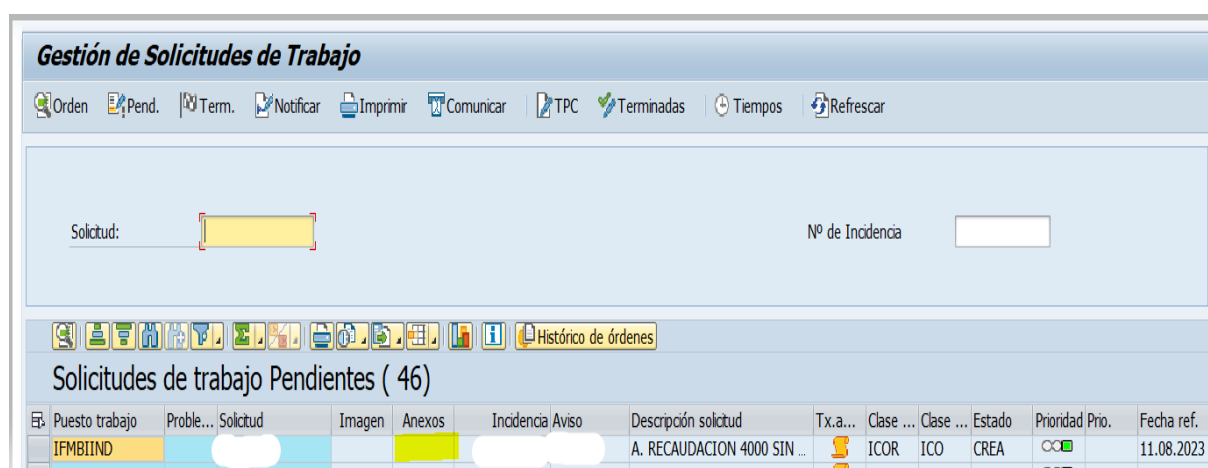 Gestión de Solicitudes de Trabajo
Orden Pend. Term. Notificar Imprimir Comunicar TPC Terminadas Tiempos Refrescar
Solicitud: Nº de Incidencia
Histórico de órdenes
Solicitudes de trabajo Pendientes ( 46)
Puesto trabajo Proble... Solicitud Imagen Anexos Incidencia Aviso Descripción solicitud Tx.a... Clase ... Clase ... Estado Prioridad Prio. Fecha ref.
IFMBIIND A. RECAUDACION 4000 SIN ... ICOR ICO CREA 11.08.2023